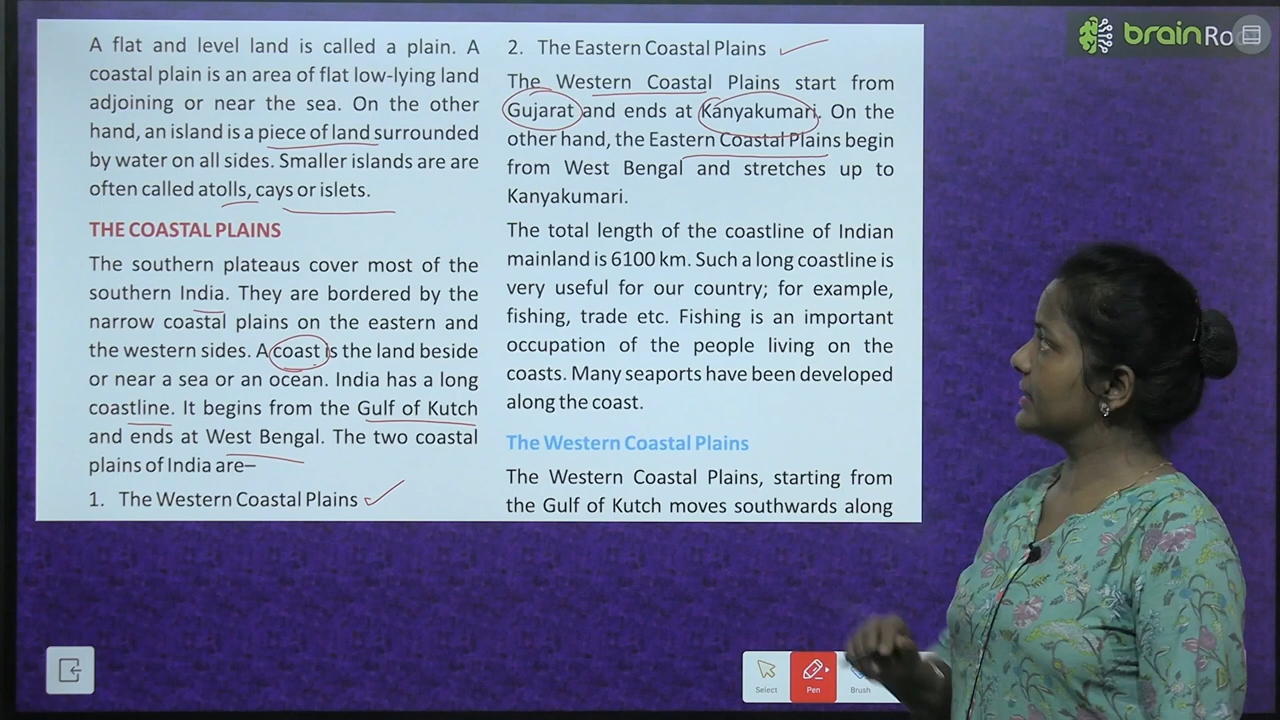 A flat and level land is called a plain. A
coastal plain is an area of flat low-lying land
adjoining or near the sea. On the other
hand, an island is a piece of land surrounded
by water on all sides. Smaller islands are are
often called atolls, cays or islets.
THE COASTAL PLAINS
The southern plateaus cover most of the
southern India. They are bordered by the
narrow coastal plains on the eastern and
the western sides. A coast is the land beside
or near a sea or an ocean. India has a long
coastline. It begins from the Gulf of Kutch
and ends at West Bengal. The two coastal
plains of India are–
1. The Western Coastal Plains
2. The Eastern Coastal Plains
The Western Coastal Plains start from
Gujarat and ends at Kanyakumari. On the
other hand, the Eastern Coastal Plains begin
from West Bengal and stretches up to
Kanyakumari.
The total length of the coastline of Indian
mainland is 6100 km. Such a long coastline is
very useful for our country; for example,
fishing, trade etc. Fishing is an important
occupation of the people living on the
coasts. Many seaports have been developed
along the coast.
The Western Coastal Plains
The Western Coastal Plains, starting from
the Gulf of Kutch moves southwards along
brainRo
Select
Pen
Brush